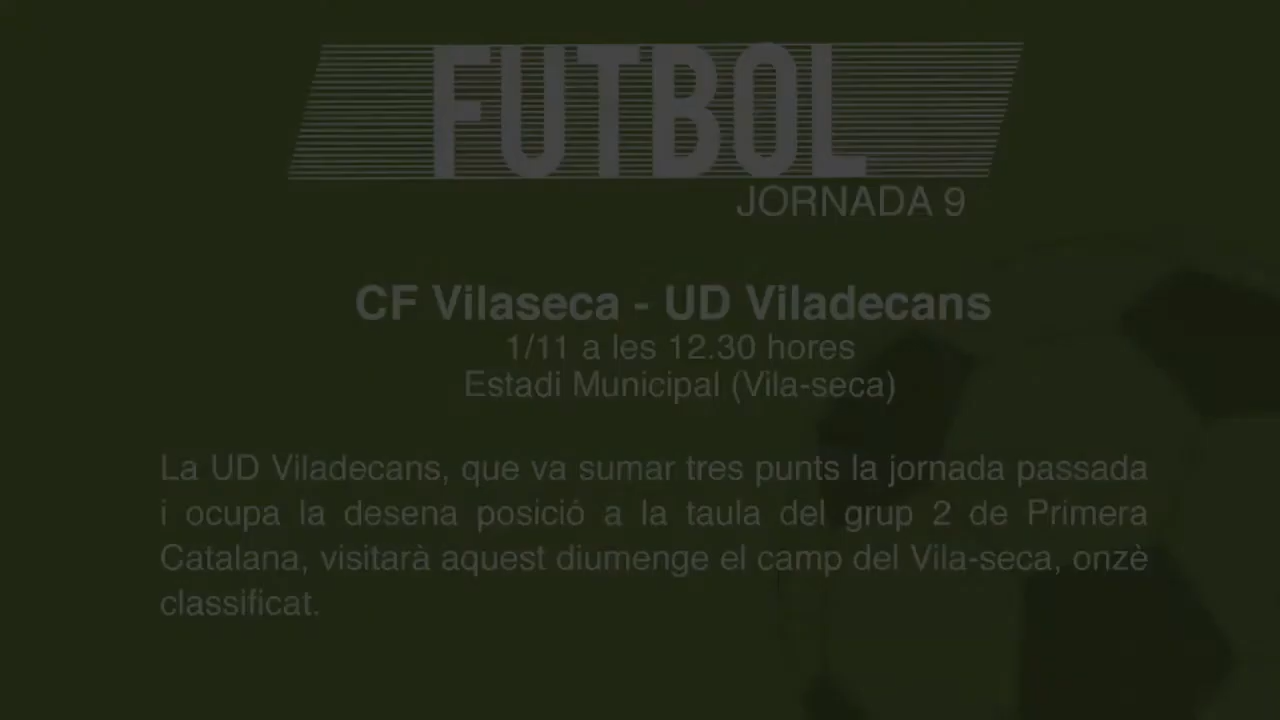 FUTBOL
JORNADA 9
CF Vilaseca - UD Viladecans
1/11 a les 12.30 hores
Estadi Municipal (Vila-seca)
La UD Viladecans, que va sumar tres punts la jornada passada
i ocupa la desena posició a la taula del grup 2 de Primera
Catalana, visitarà aquest diumenge el camp del Vila-seca, onzè
classificat.